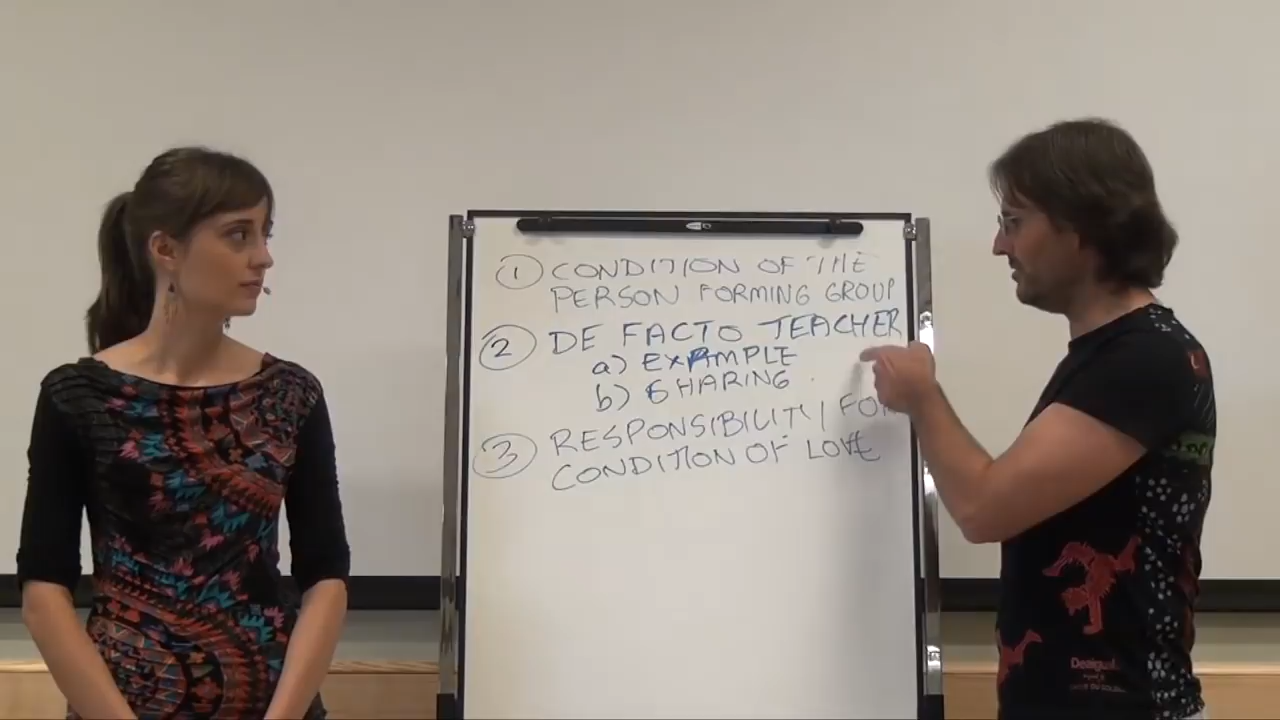 ① CONDITION OF THE
PERSON FORMING GROUP
② DE FACTO TEACHER
a) EXAMPLE
b) SHARING
③ RESPONSIBILITY FOR
CONDITION OF LOVE
Desigual